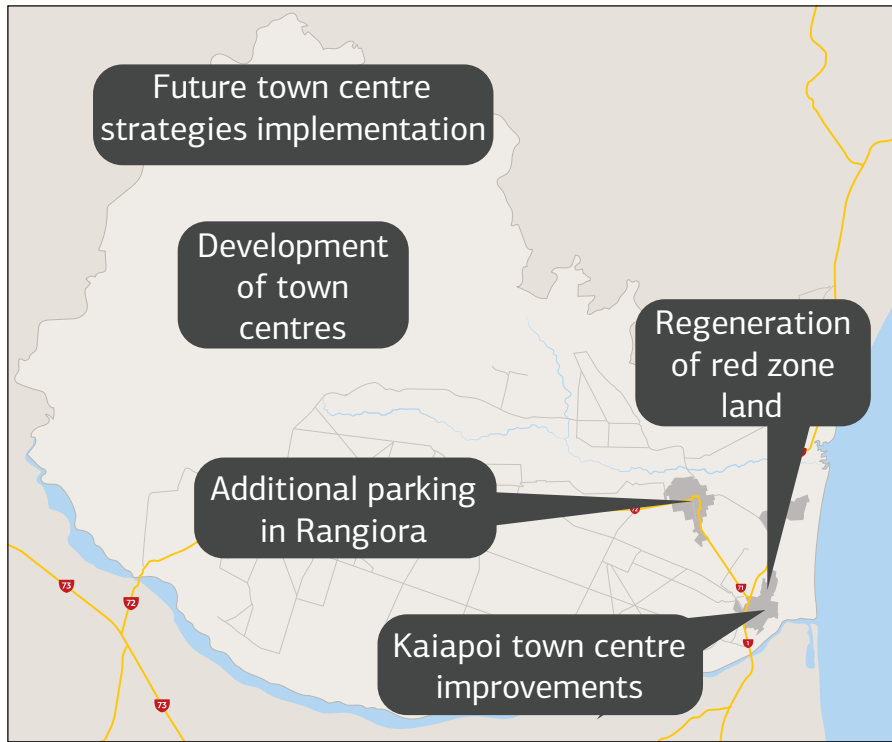 Future town centre
strategies implementation
Development
of town
centres
Regeneration
of red zone
land
Additional parking
in Rangiora
72
71
73
72
Kaiapoi town centre
improvements
1
73